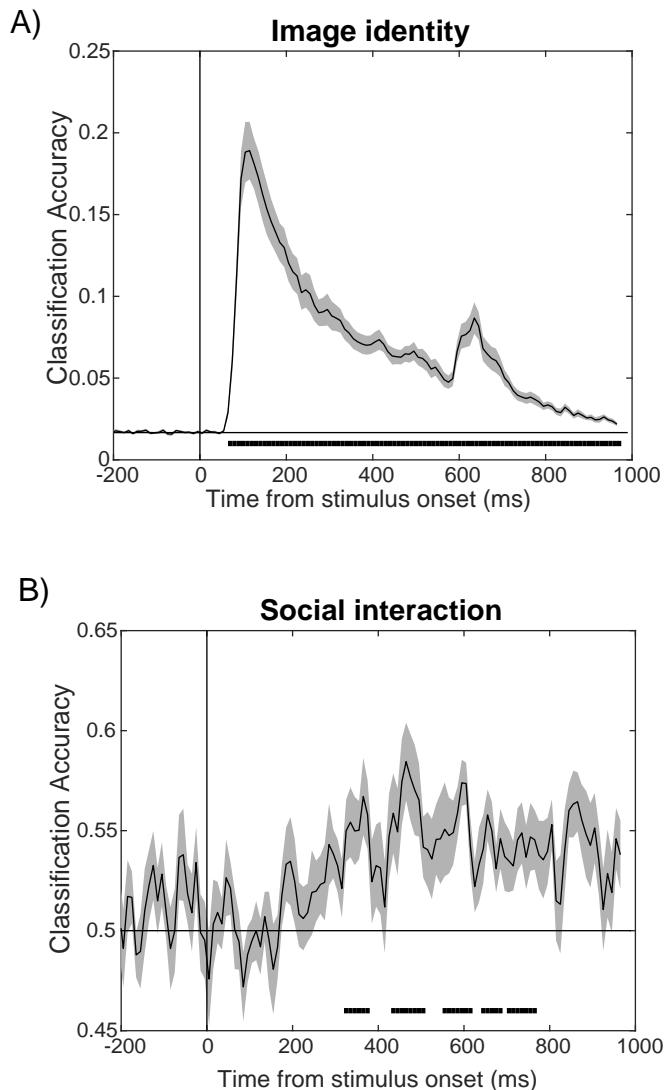 A)
Image identity
0.25
0.2
0.15
0.1
0.05
0
Classification Accuracy
-200 0 200 400 600 800 1000
Time from stimulus onset (ms)
B)
Social interaction
0.65
0.6
0.55
0.5
0.45
Classification Accuracy
-200 0 200 400 600 800 1000
Time from stimulus onset (ms)